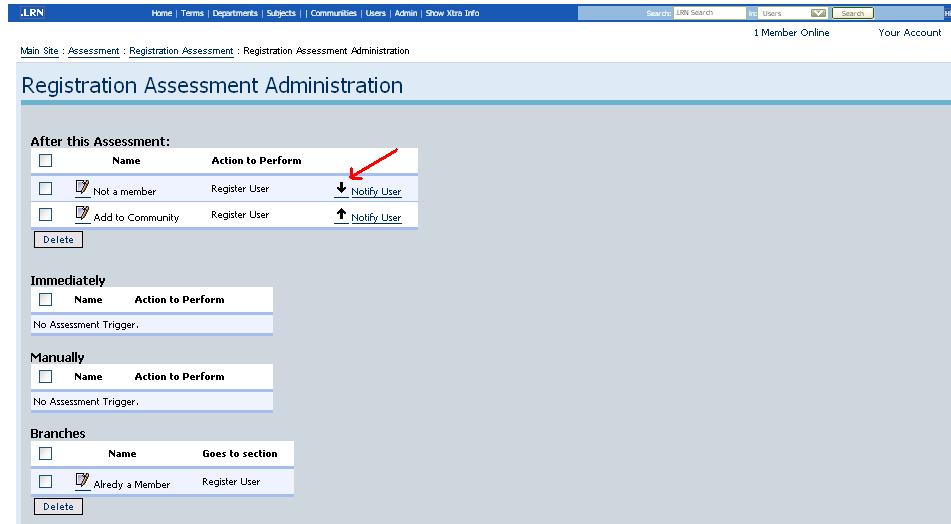 .LRN Home | Terms | Departments | Subjects | | Communities | Users | Admin | Show Xtra Info Search: .LRN Search in: Users Search
1 Member Online Your Account
Main Site : Assessment : Registration Assessment : Registration Assessment Administration
Registration Assessment Administration
After this Assessment:
Name Action to Perform
Not a member Register User Notify User
Add to Community Register User Notify User
Delete
Immediately
Name Action to Perform
No Assessment Trigger.
Manually
Name Action to Perform
No Assessment Trigger.
Branches
Name Goes to section
Alredy a Member Register User
Delete